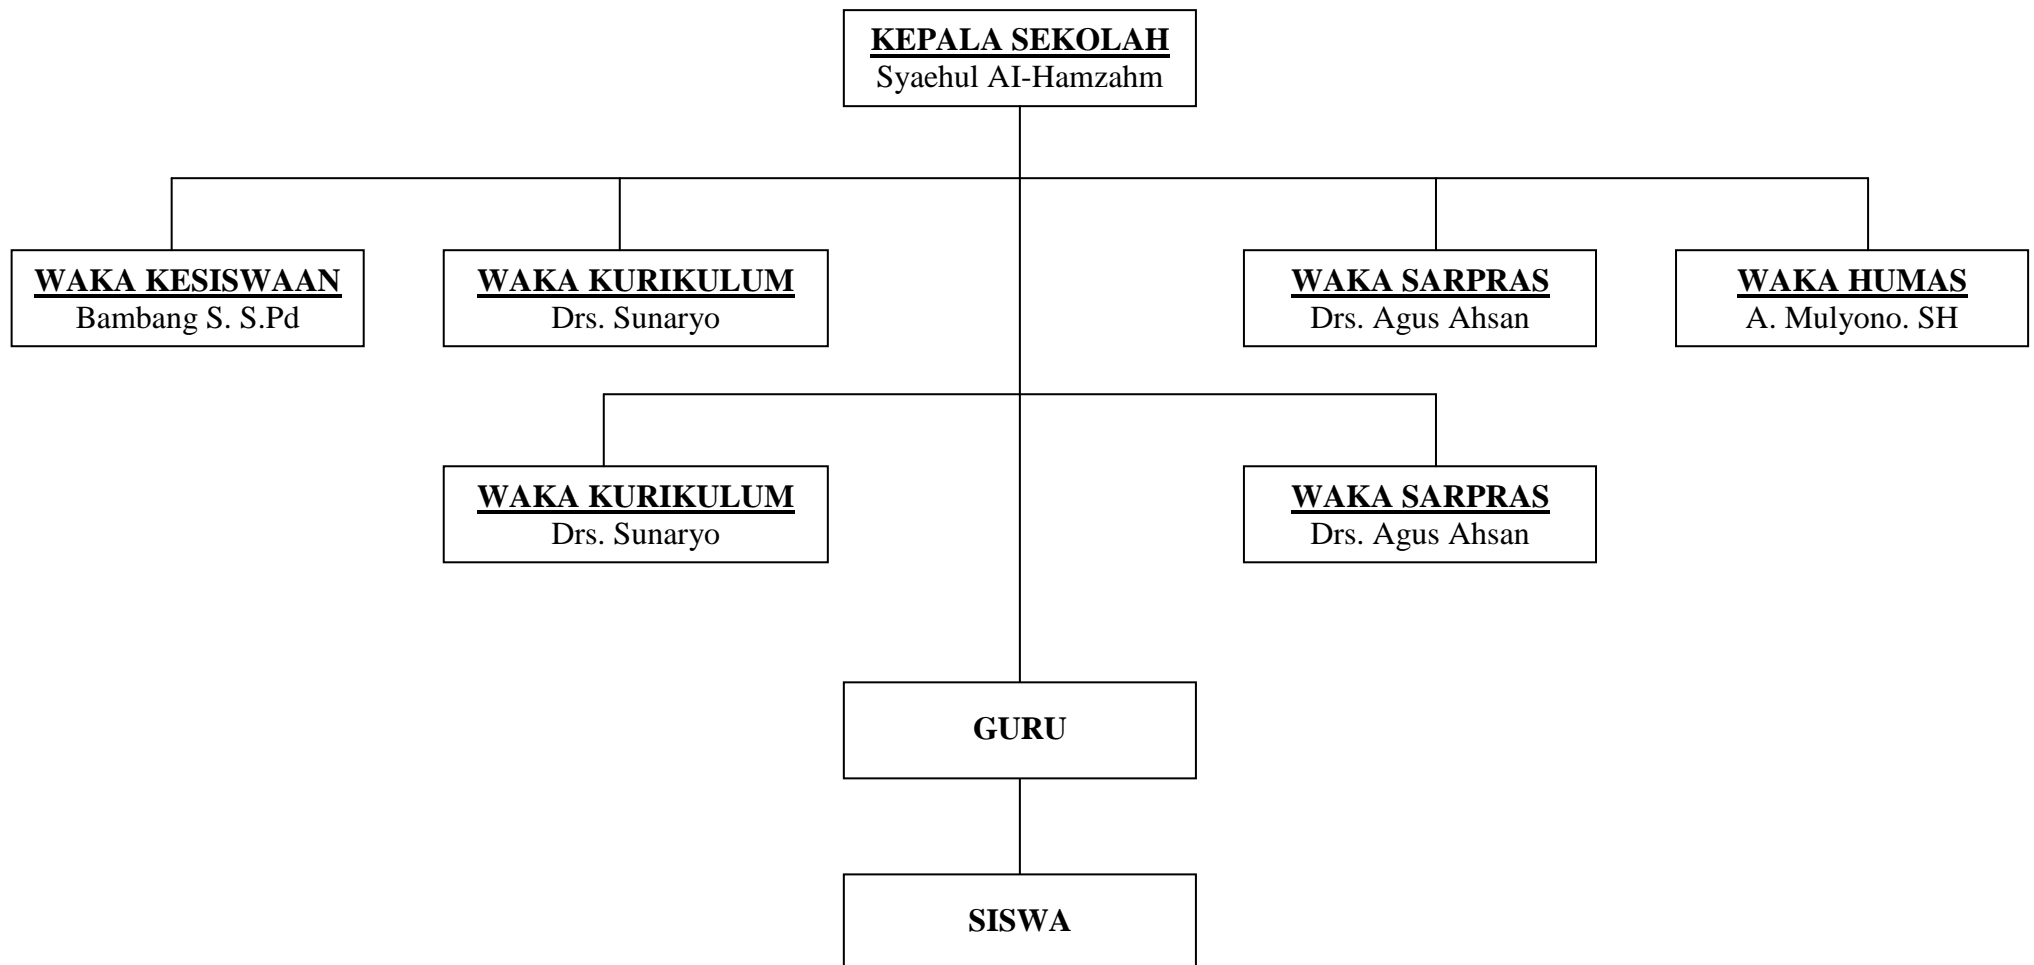 KEPALA SEKOLAH
Syaehul AI-Hamzahm
WAKA KESISWAAN
Bambang S. S.Pd
WAKA KURIKULUM
Drs. Sunaryo
WAKA SARPRAS
Drs. Agus Ahsan
WAKA HUMAS
A. Mulyono. SH
WAKA KURIKULUM
Drs. Sunaryo
WAKA SARPRAS
Drs. Agus Ahsan
GURU
SISWA